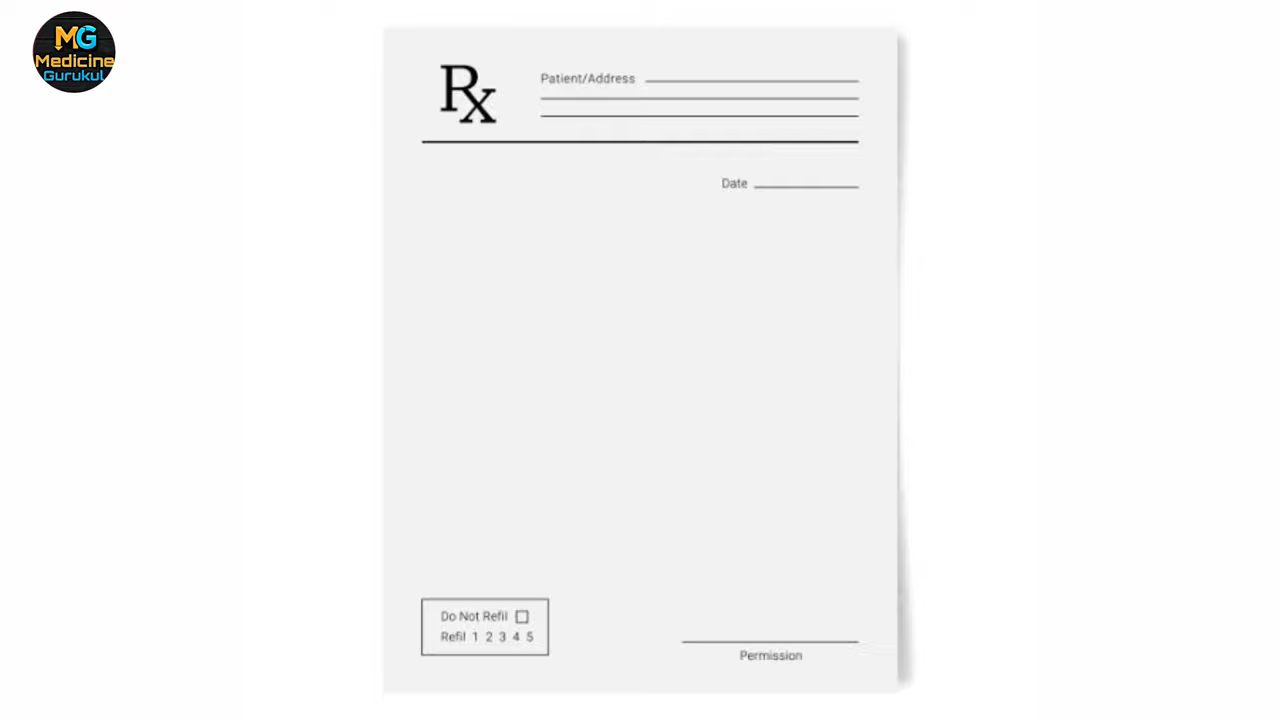 MG
Medicine
Gurukul
Rx
Patient/Address
Date
Do Not Refil
Refil 1 2 3 4 5
Permission